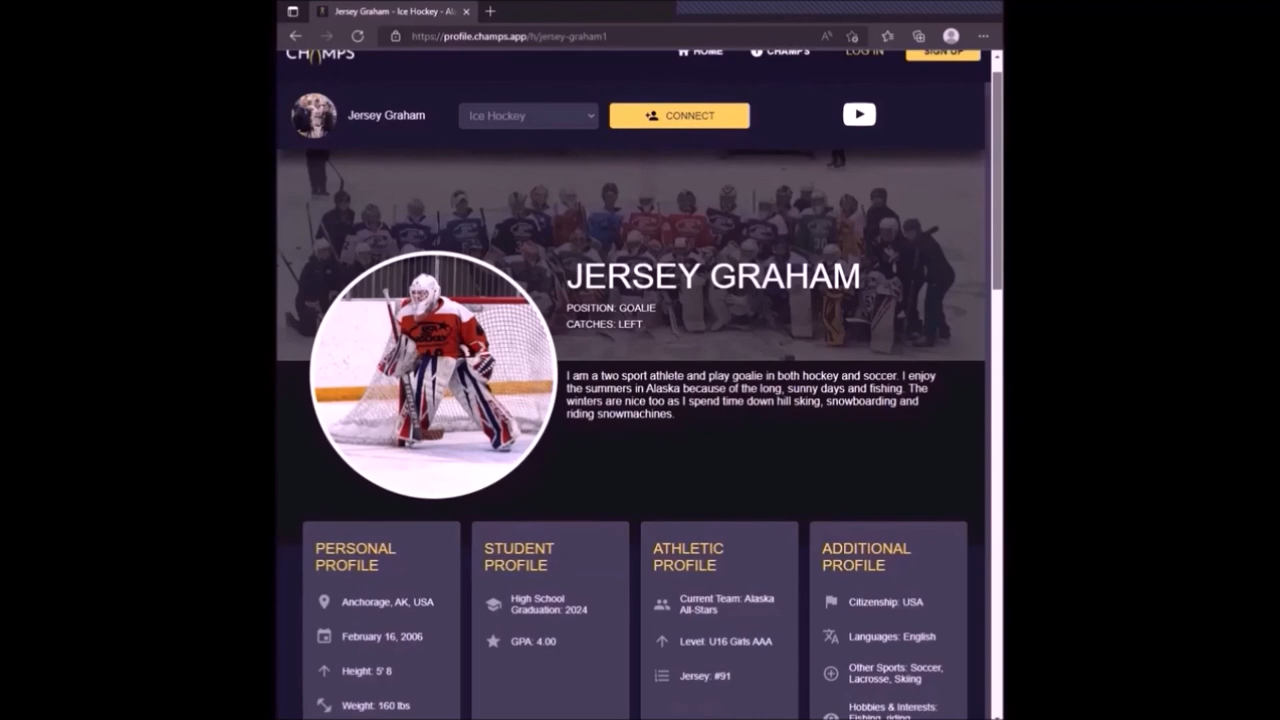 Jersey Graham - Ice Hockey - Al
https://profile.champs.app/h/jersey-graham1
CHAMPS
HOME
CHAMPS
LOG IN
SIGN UP
Jersey Graham
Ice Hockey
CONNECT
JERSEY GRAHAM
POSITION: GOALIE
CATCHES: LEFT
I am a two sport athlete and play goalie in both hockey and soccer. I enjoy
the summers in Alaska because of the long, sunny days and fishing. The
winters are nice too as I spend time down hill sking, snowboarding and
riding snowmachines.
PERSONAL
PROFILE
Anchorage, AK, USA
February 16, 2006
Height: 5' 8
Weight: 160 lbs
STUDENT
PROFILE
High School
Graduation: 2024
GPA: 4.00
ATHLETIC
PROFILE
Current Team: Alaska
All-Stars
Level: U16 Girls AAA
Jersey: #91
ADDITIONAL
PROFILE
Citizenship: USA
Languages: English
Other Sports: Soccer,
Lacrosse, Skiing
Hobbies & Interests:
Fishing, riding